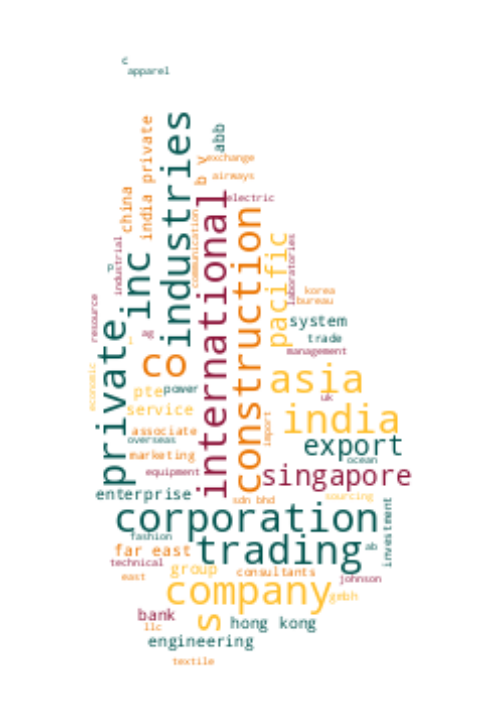 c
apparel
industries
abb
india private
exchange
b v
airways
china
electric
international
construction
communication
pacific
laboratories
industrial
p
inc
korea
bureau
resource
system
private
ag
trade
i
management
co
asia
economic
pte
power
uk
service
india
import
associate
overseas
export
marketing
ocean
equipment
singapore
enterprise
sdn bhd
sourcing
corporation
investment
fashion
far east
trading
ab
technical
group
consultants
east
johnson
company
gmbh
bank
s
llc
hong kong
engineering
textile